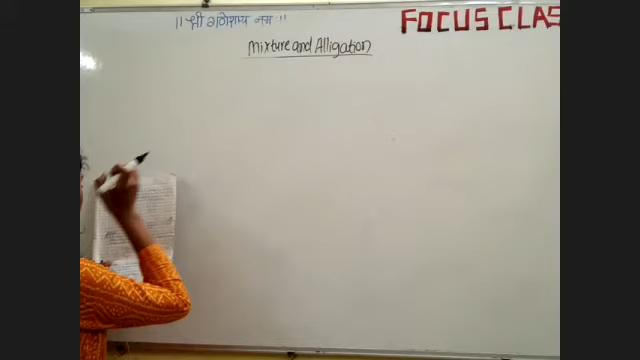 || श्री गणेशाय नमः ||
FOCUS CLAS
Mixture and Alligation